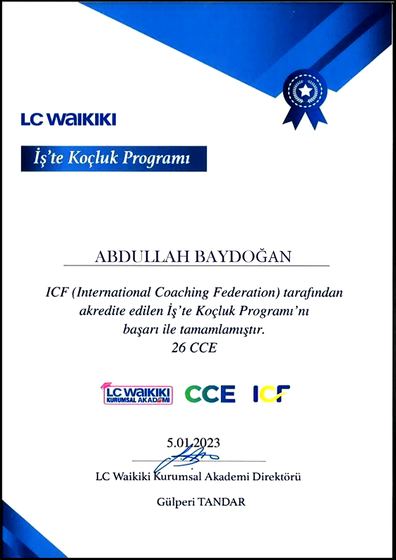 LC WAIKIKI
İş'te Koçluk Programı
ABDULLAH BAYDOĞAN
ICF (International Coaching Federation) tarafından
akredite edilen İş'te Koçluk Programı'nı
başarı ile tamamlamıştır.
26 CCE
LC WAIKIKI
KURUMSAL AKADEMİ
CCE
ICF
5.01.2023
LC Waikiki Kurumsal Akademi Direktörü
Gülperi TANDAR